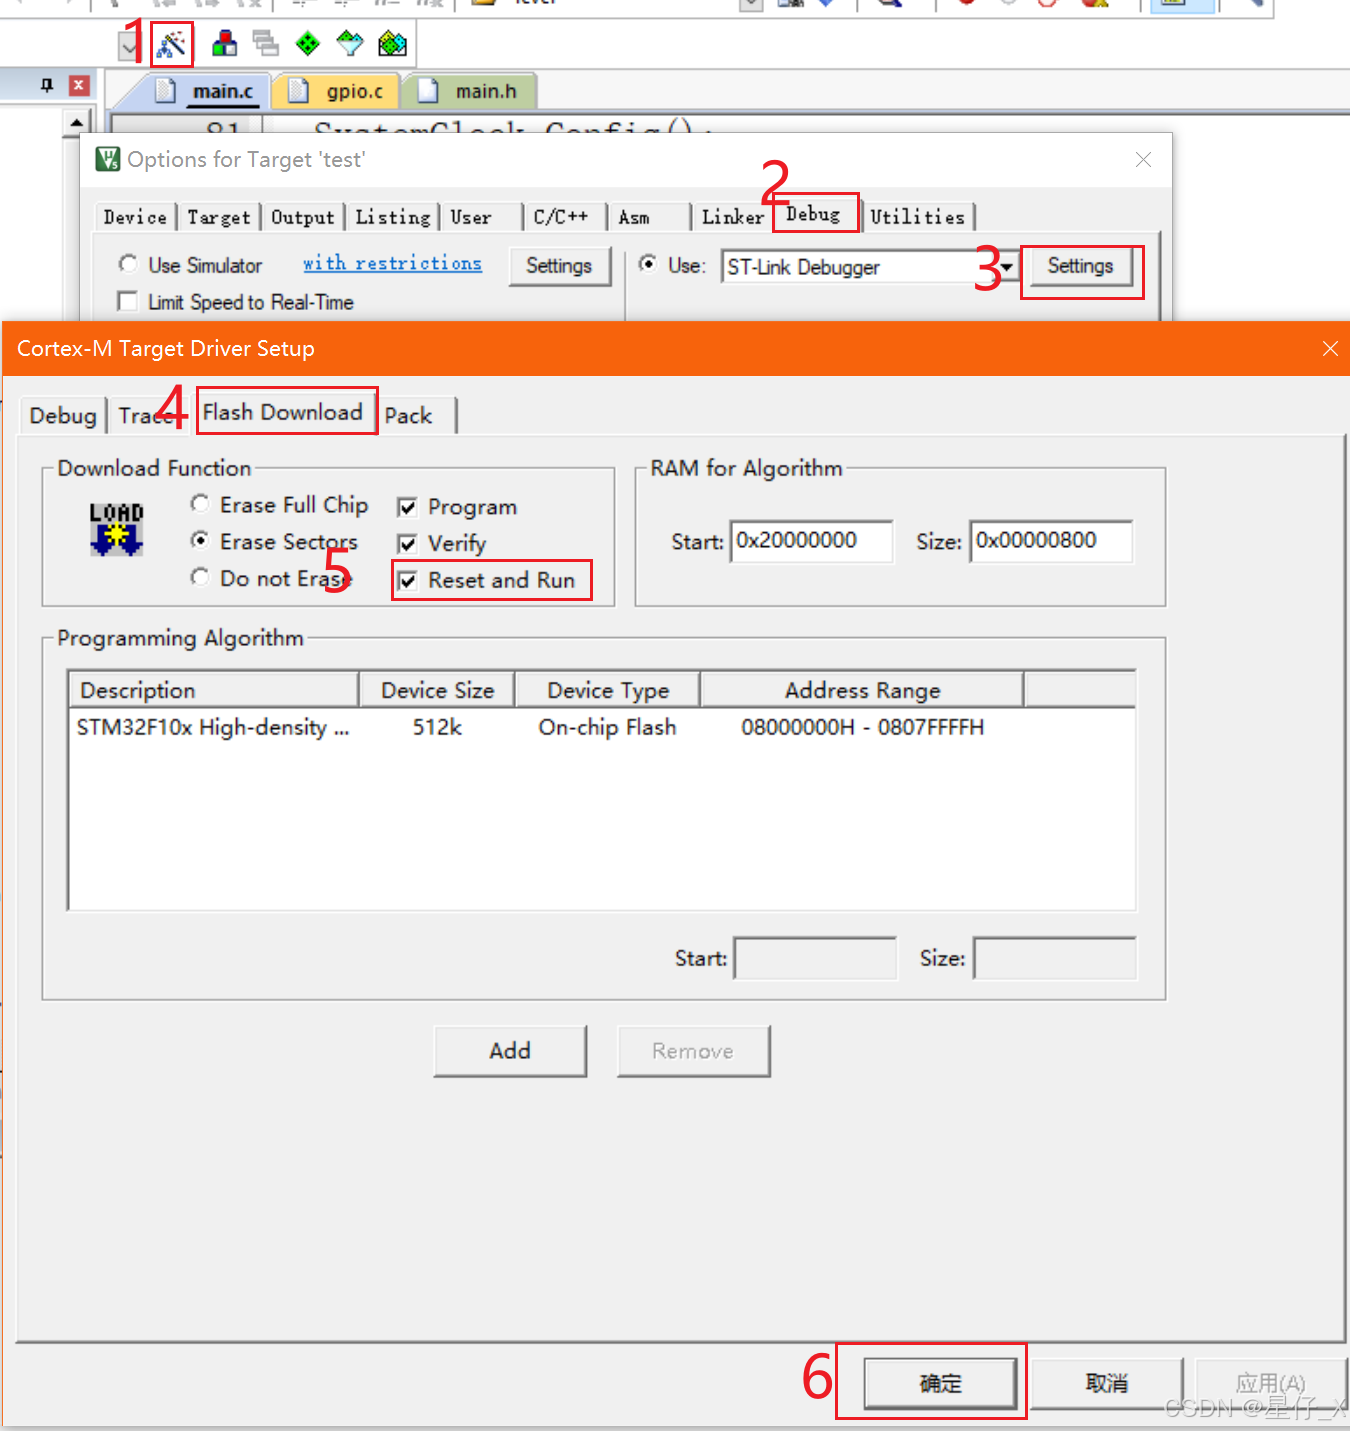 1
main.c gpio.c main.h
81 SystemClock_Config();
Options for Target 'test'
2
Device Target Output Listing User C/C++ Asm Linker Debug Utilities
Use Simulator with restrictions Settings Use: ST-Link Debugger 3 Settings
Limit Speed to Real-Time
Cortex-M Target Driver Setup
Debug Trace 4 Flash Download Pack
Download Function
LOAD
Erase Full Chip Program
Erase Sectors Verify
5
Do not Erase Reset and Run
RAM for Algorithm
Start: 0x20000000 Size: 0x00000800
Programming Algorithm
Description Device Size Device Type Address Range
STM32F10x High-density ... 512k On-chip Flash 08000000H - 0807FFFFH
Start: Size:
Add Remove
6 确定 取消 应用(A)
CSDN @星仔_X